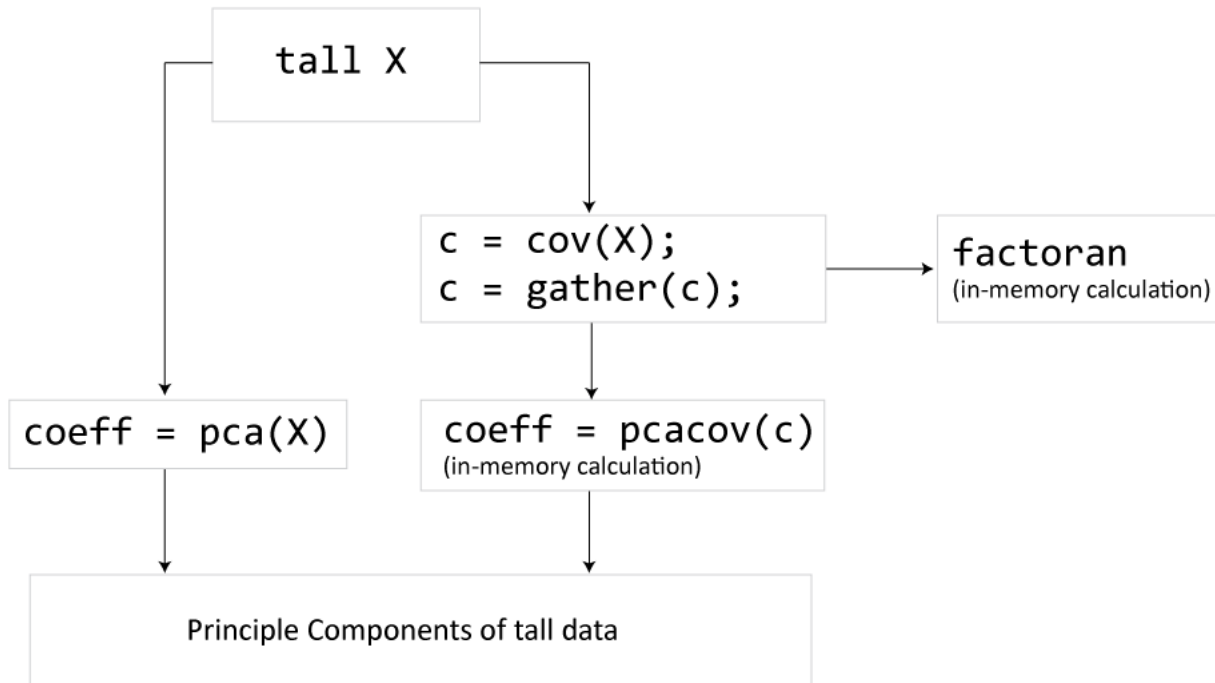 tall X
c = cov(X);
c = gather(c);
factoran
(in-memory calculation)
coeff = pca(X)
coeff = pcacov(c)
(in-memory calculation)
Principle Components of tall data